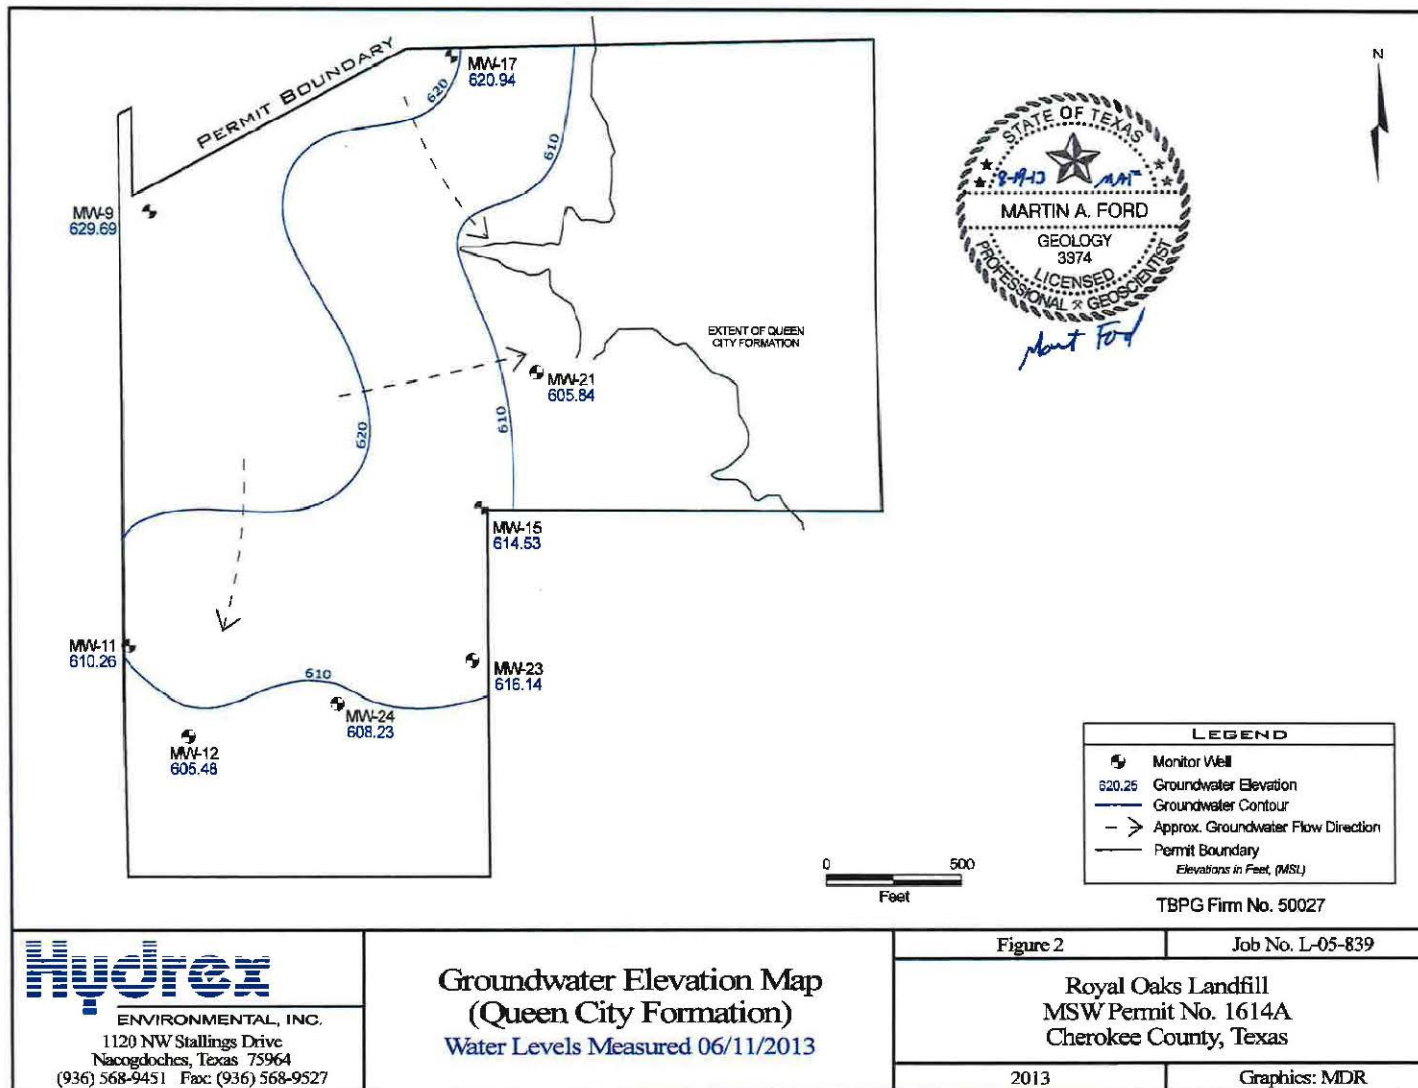 PERMIT BOUNDARY
MW-17
620.94
620
610
N
MW-9
629.69
STATE OF TEXAS
8-19-13
MARTIN A. FORD
GEOLOGY
3974
LICENSED
PROFESSIONAL GEOSCIENTIST
EXTENT OF QUEEN
CITY FORMATION
MW-21
605.84
620
610
MW-15
614.53
MW-11
610.26
MW-23
616.14
610
MW-24
608.23
MW-12
605.48
0 500
Feet
LEGEND
Monitor Well
620.25 Groundwater Elevation
Groundwater Contour
Approx. Groundwater Flow Direction
Permit Boundary
Elevations in Feet, (MSL)
TBPG Firm No. 50027
Hydrex
ENVIRONMENTAL, INC.
1120 NW Stallings Drive
Nacogdoches, Texas 75964
(936) 568-9451 Fax: (936) 568-9527
Groundwater Elevation Map
(Queen City Formation)
Water Levels Measured 06/11/2013
Figure 2
Job No. L-05-839
Royal Oaks Landfill
MSW Permit No. 1614A
Cherokee County, Texas
2013
Graphics: MDR